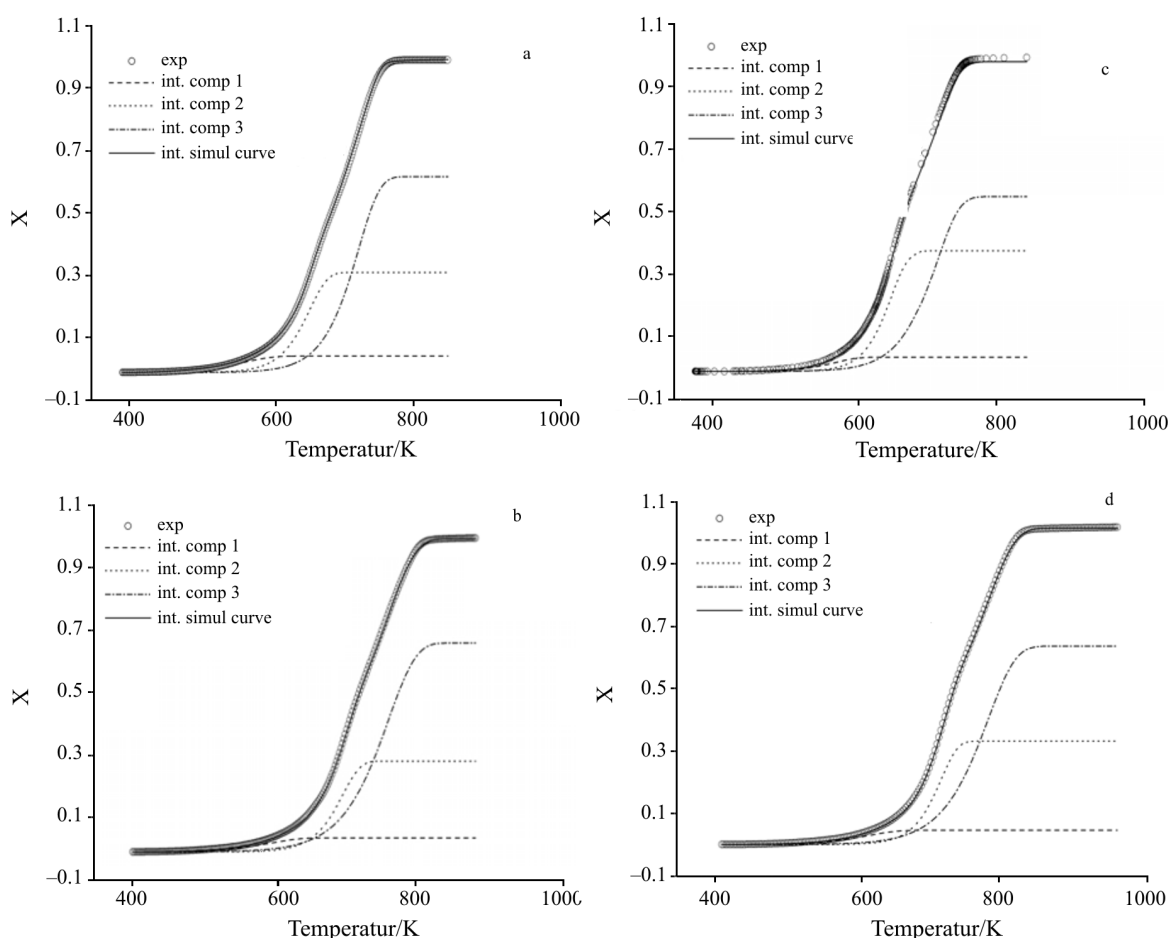 1.1
0.9
0.7
0.5
0.3
0.1
−0.1
X
exp
int. comp 1
int. comp 2
int. comp 3
int. simul curve
a
400
600
800
1000
Temperatur/K
1.1
0.9
0.7
0.5
0.3
0.1
−0.1
X
exp
int. comp 1
int. comp 2
int. comp 3
int. simul curve
c
400
600
800
1000
Temperature/K
1.1
0.9
0.7
0.5
0.3
0.1
−0.1
X
exp
int. comp 1
int. comp 2
int. comp 3
int. simul curve
b
400
600
800
1000
Temperatur/K
1.1
0.9
0.7
0.5
0.3
0.1
−0.1
X
exp
int. comp 1
int. comp 2
int. comp 3
int. simul curve
d
400
600
800
1000
Temperatur/K